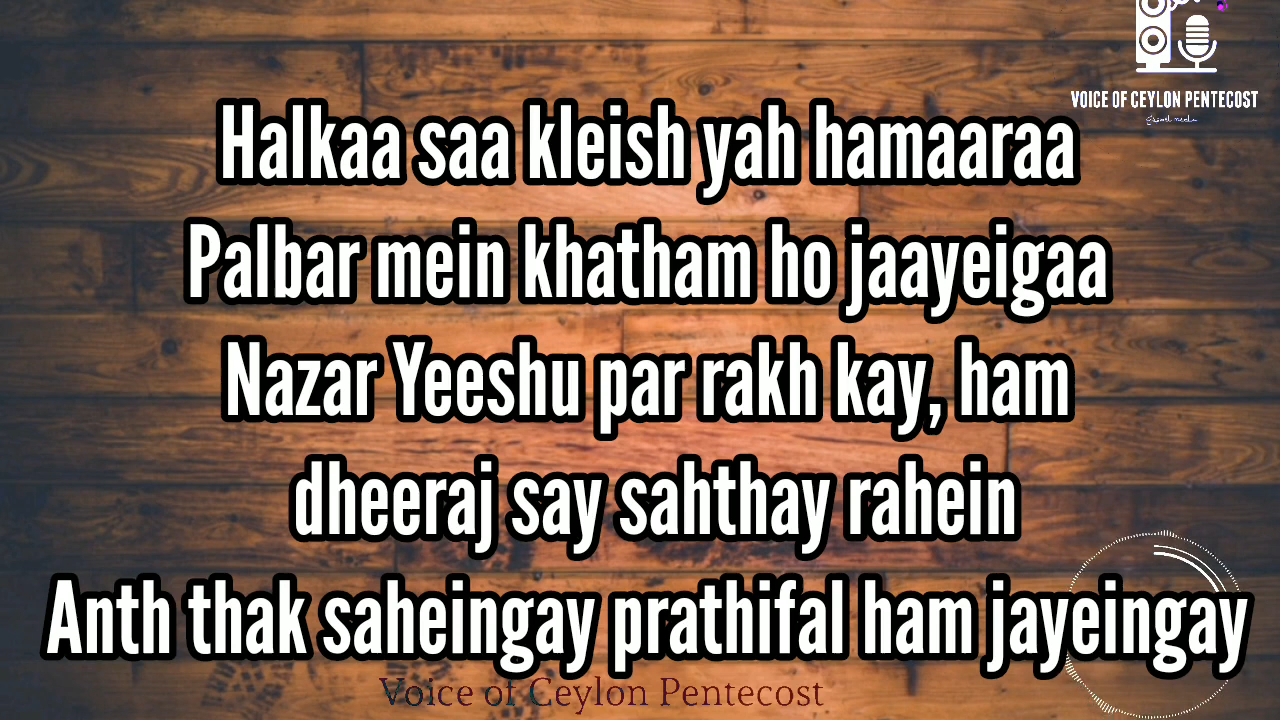 VOICE OF CEYLON PENTECOST
Halkaa saa kleish yah hamaaraa
Palbar mein khatham ho jaayeigaa
Nazar Yeeshu par rakh kay, ham
dheeraj say sahthay rahein
Anth thak saheingay prathifal ham jayeingay
Voice of Ceylon Pentecost